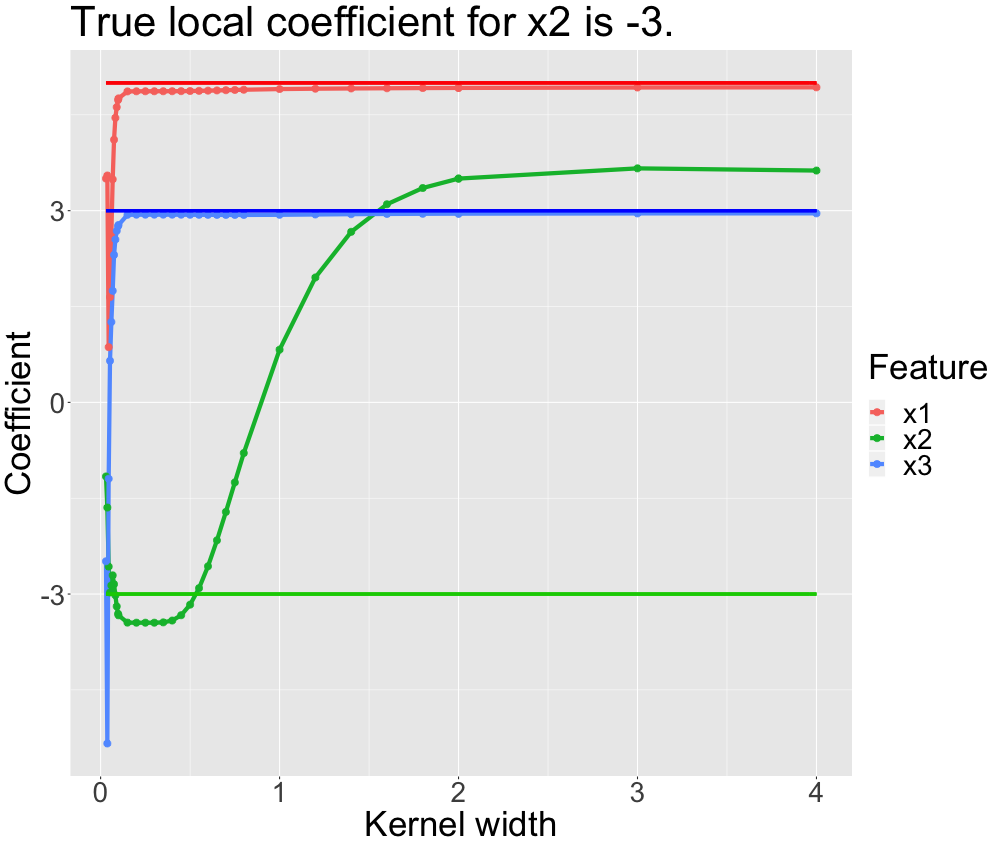 True local coefficient for x2 is -3.
Coefficient
3
0
-3
0 1 2 3 4
Kernel width
Feature
x1
x2
x3